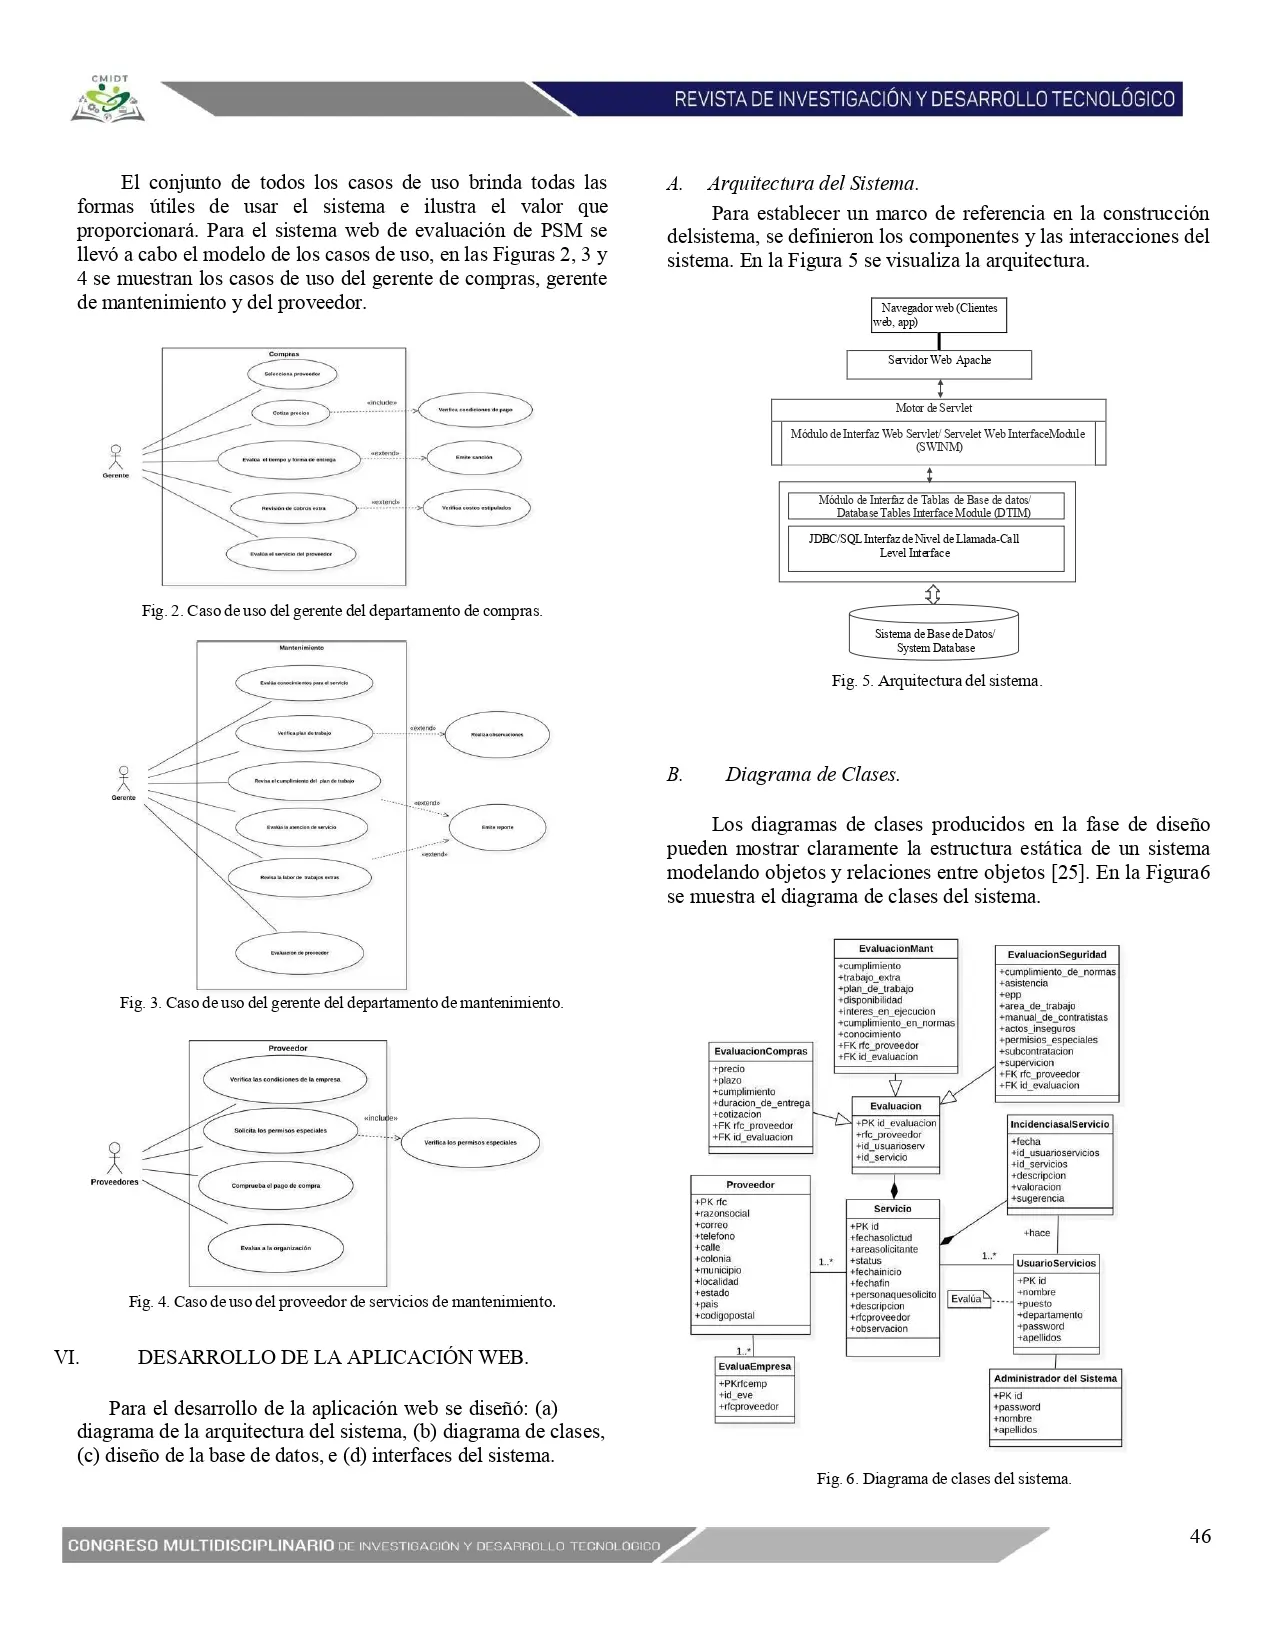 CMIDT
REVISTA DE INVESTIGACIÓN Y DESARROLLO TECNOLÓGICO
El conjunto de todos los casos de uso brinda todas las
formas útiles de usar el sistema e ilustra el valor que
proporcionará. Para el sistema web de evaluación de PSM se
llevó a cabo el modelo de los casos de uso, en las Figuras 2, 3 y
4 se muestran los casos de uso del gerente de compras, gerente
de mantenimiento y del proveedor.
Compras
Selecciona proveedor
Cotiza precios
«include»
Verifica condiciones de pago
Evalúa el tiempo y forma de entrega
«extend»
Emite sanción
Gerente
Revisión de cobros extra
«extend»
Verifica costos estipulados
Evalúa el servicio del proveedor
Fig. 2. Caso de uso del gerente del departamento de compras.
Mantenimiento
Evalúa conocimientos para el servicio
Verifica plan de trabajo
«extend»
Realiza observaciones
Revisa el cumplimiento del plan de trabajo
Gerente
«extend»
Evalúa la atencion de servicio
Emite reporte
«extend»
Revisa la labor de trabajos extras
Evaluacion de proveedor
Fig. 3. Caso de uso del gerente del departamento de mantenimiento.
Proveedor
Verifica las condiciones de la empresa
Solicita los permisos especiales
«include»
Verifica los permisos especiales
Proveedores
Comprueba el pago de compra
Evalua a la organización
Fig. 4. Caso de uso del proveedor de servicios de mantenimiento.
VI. DESARROLLO DE LA APLICACIÓN WEB.
Para el desarrollo de la aplicación web se diseñó: (a)
diagrama de la arquitectura del sistema, (b) diagrama de clases,
(c) diseño de la base de datos, e (d) interfaces del sistema.
A. Arquitectura del Sistema.
Para establecer un marco de referencia en la construcción
delsistema, se definieron los componentes y las interacciones del
sistema. En la Figura 5 se visualiza la arquitectura.
Navegador web (Clientes
web, app)
Servidor Web Apache
Motor de Servlet
Módulo de Interfaz Web Servlet/ Servelet Web InterfaceModule
(SWINM)
Módulo de Interfaz de Tablas de Base de datos/
Database Tables Interface Module (DTIM)
JDBC/SQL Interfaz de Nivel de Llamada-Call
Level Interface
Sistema de Base de Datos/
System Database
Fig. 5. Arquitectura del sistema.
B. Diagrama de Clases.
Los diagramas de clases producidos en la fase de diseño
pueden mostrar claramente la estructura estática de un sistema
modelando objetos y relaciones entre objetos [25]. En la Figura6
se muestra el diagrama de clases del sistema.
EvaluacionMant
+cumplimiento
+trabajo_extra
+plan_de_trabajo
+disponibilidad
+interes_en_ejecucion
+cumplimiento_en_normas
+conocimiento
+FK rfc_proveedor
+FK id_evaluacion
EvaluacionSeguridad
+cumplimiento_de_normas
+asistencia
+epp
+area_de_trabajo
+manual_de_contratistas
+actos_inseguros
+permisios_especiales
+subcontratacion
+supervicion
+FK rfc_proveedor
+FK id_evaluacion
EvaluacionCompras
+precio
+plazo
+cumplimiento
+duracion_de_entrega
+cotizacion
+FK rfc_proveedor
+FK id_evaluacion
Evaluacion
+PK id_evaluacion
+rfc_proveedor
+id_usuarioserv
+id_servicio
IncidenciasalServicio
+fecha
+id_usuarioservicios
+id_servicios
+descripcion
+valoracion
+sugerencia
Proveedor
+PK rfc
+razonsocial
+correo
+telefono
+calle
+colonia
+municipio
+localidad
+estado
+pais
+codigopostal
1..*
Servicio
+PK id
+fechasolictud
+areasolicitante
+status
+fechainicio
+fechafin
+personaquesolicito
+descripcion
+rfcproveedor
+observacion
+hace
1..*
UsuarioServicios
+PK id
+nombre
+puesto
+departamento
+password
+apellidos
Evalúa
1..*
EvaluaEmpresa
+PKrfcemp
+id_eve
+rfcproveedor
Administrador del Sistema
+PK id
+password
+nombre
+apellidos
Fig. 6. Diagrama de clases del sistema.
CONGRESO MULTIDISCIPLINARIO DE INVESTIGACIÓN Y DESARROLLO TECNOLÓGICO
46